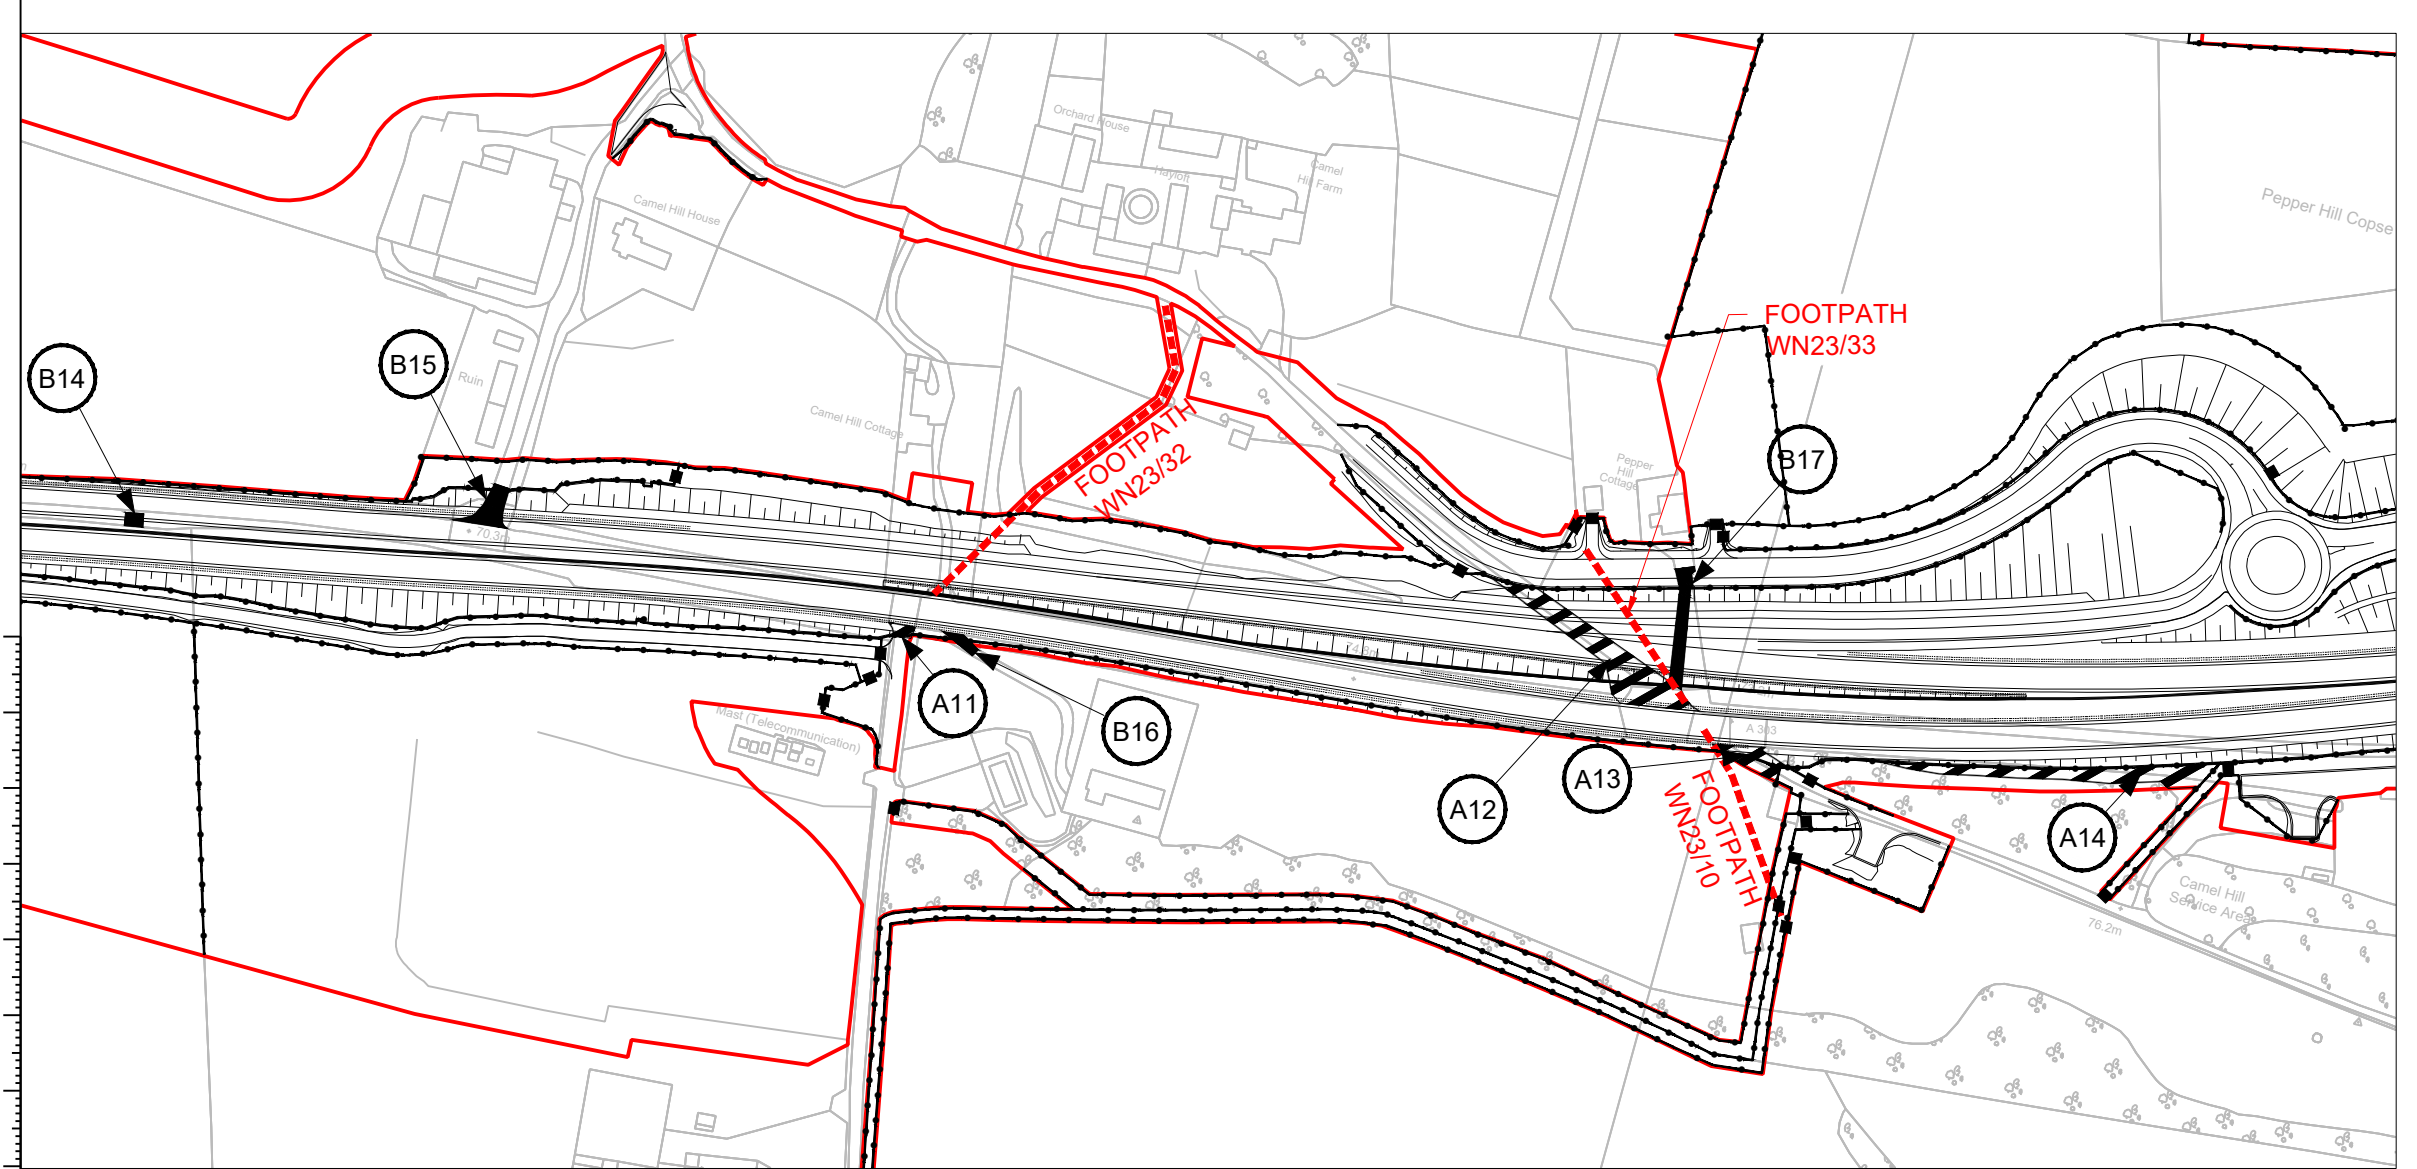 Orchard House
Hayloft
Camel
Hill Farm
Camel Hill House
Pepper Hill Copse
FOOTPATH
WN23/33
B14
B15
Ruin
Camel Hill Cottage
FOOTPATH
WN23/32
Pepper
Hill
Cottage
B17
70.3m
A11
B16
Mast (Telecommunication)
A 303
A12
A13
FOOTPATH
WN23/10
A14
Camel Hill
Service Area
76.2m